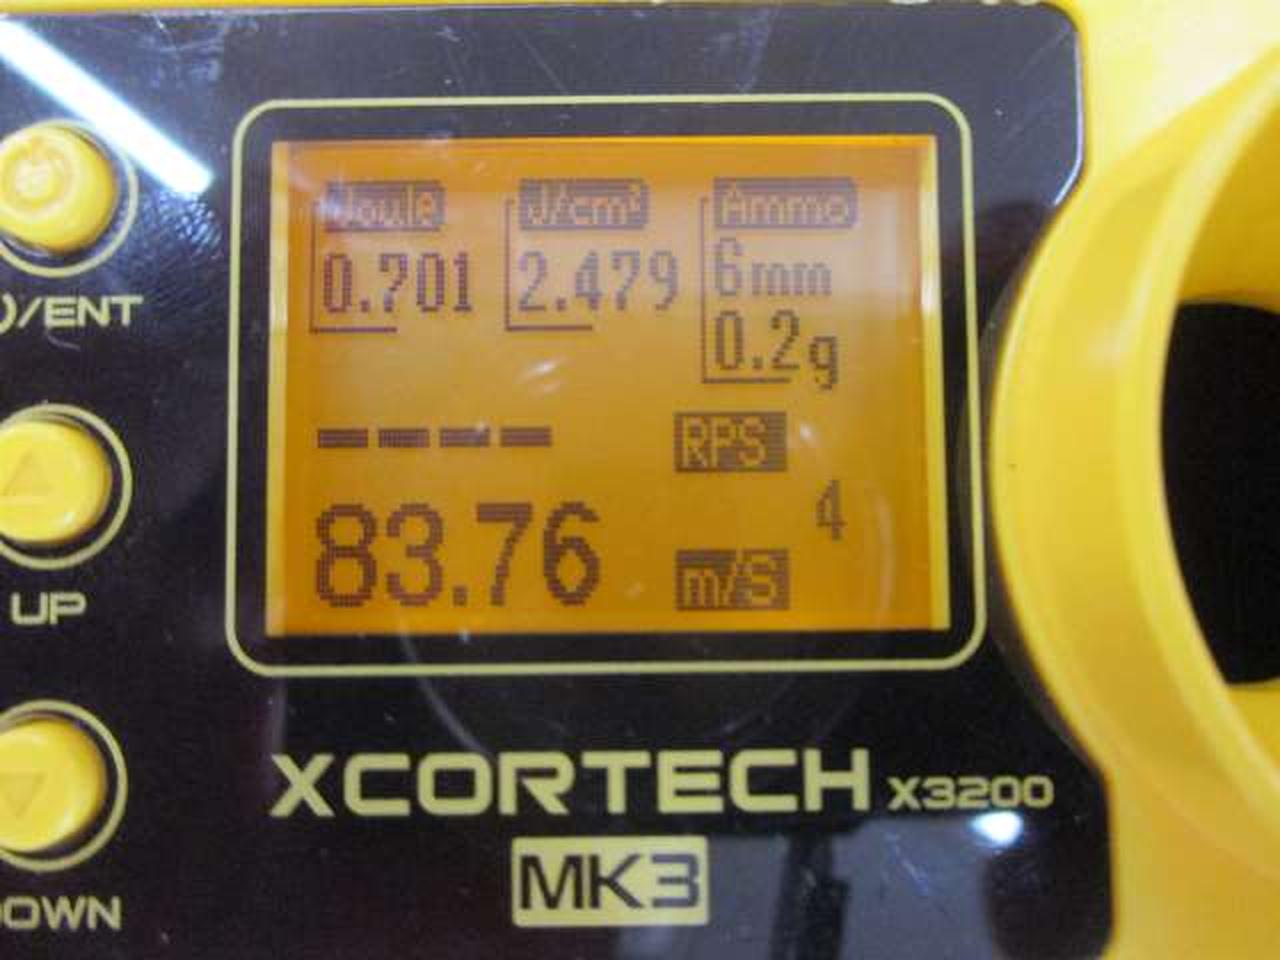 Joule J/cm² Ammo
0.701 2.479 6mm
0.2g
---- RPS
4
83.76 m/S
)/ENT
UP
DOWN
XCORTECH X3200
MK3